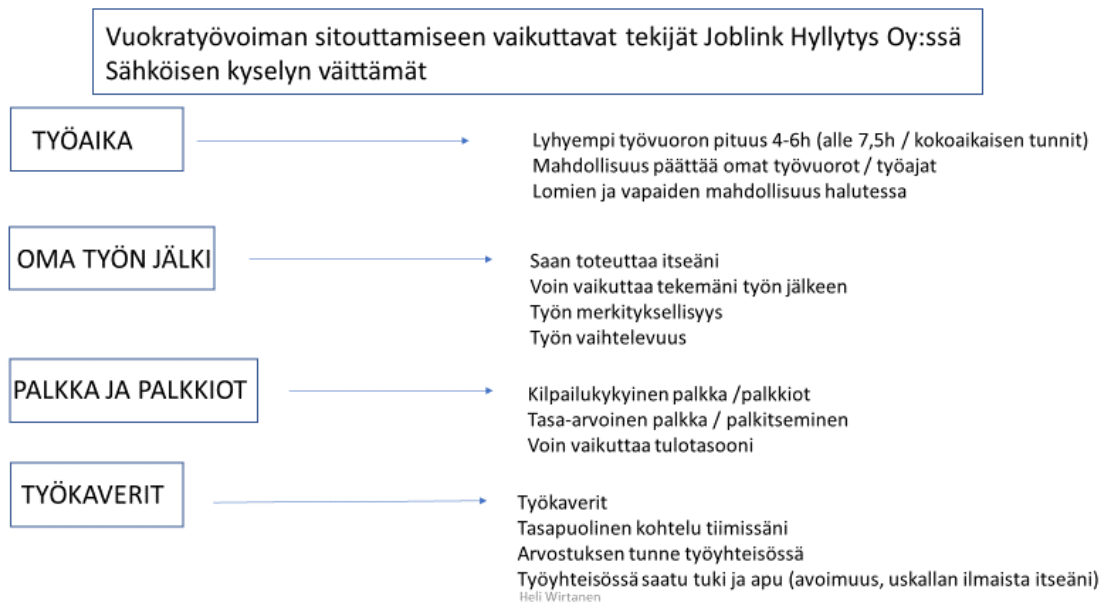 Vuokratyövoiman sitouttamiseen vaikuttavat tekijät Joblink Hyllytys Oy:ssä
Sähköisen kyselyn väittämät
TYÖAIKA
Lyhyempi työvuoron pituus 4-6h (alle 7,5h / kokoaikaisen tunnit)
Mahdollisuus päättää omat työvuorot / työajat
Lomien ja vapaiden mahdollisuus halutessa
OMA TYÖN JÄLKI
Saan toteuttaa itseäni
Voin vaikuttaa tekemäni työn jälkeen
Työn merkityksellisyys
Työn vaihtelevuus
PALKKA JA PALKKIOT
Kilpailukykyinen palkka /palkkiot
Tasa-arvoinen palkka / palkitseminen
Voin vaikuttaa tulotasooni
TYÖKAVERIT
Työkaverit
Tasapuolinen kohtelu tiimissäni
Arvostuksen tunne työyhteisössä
Työyhteisössä saatu tuki ja apu (avoimuus, uskallan ilmaista itseäni)
Heli Wirtanen